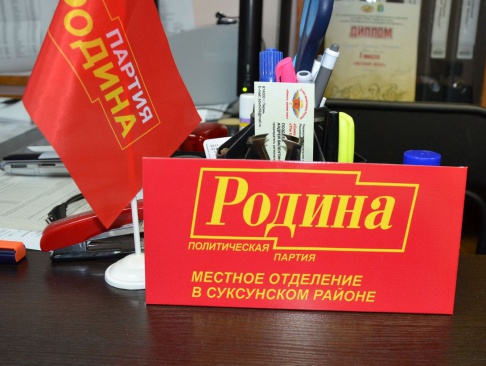 ДИПЛОМ
ПАРТИЯ
РОДИНА
Родина
ПОЛИТИЧЕСКАЯ
ПАРТИЯ
МЕСТНОЕ ОТДЕЛЕНИЕ
В СУКСУНСКОМ РАЙОНЕ